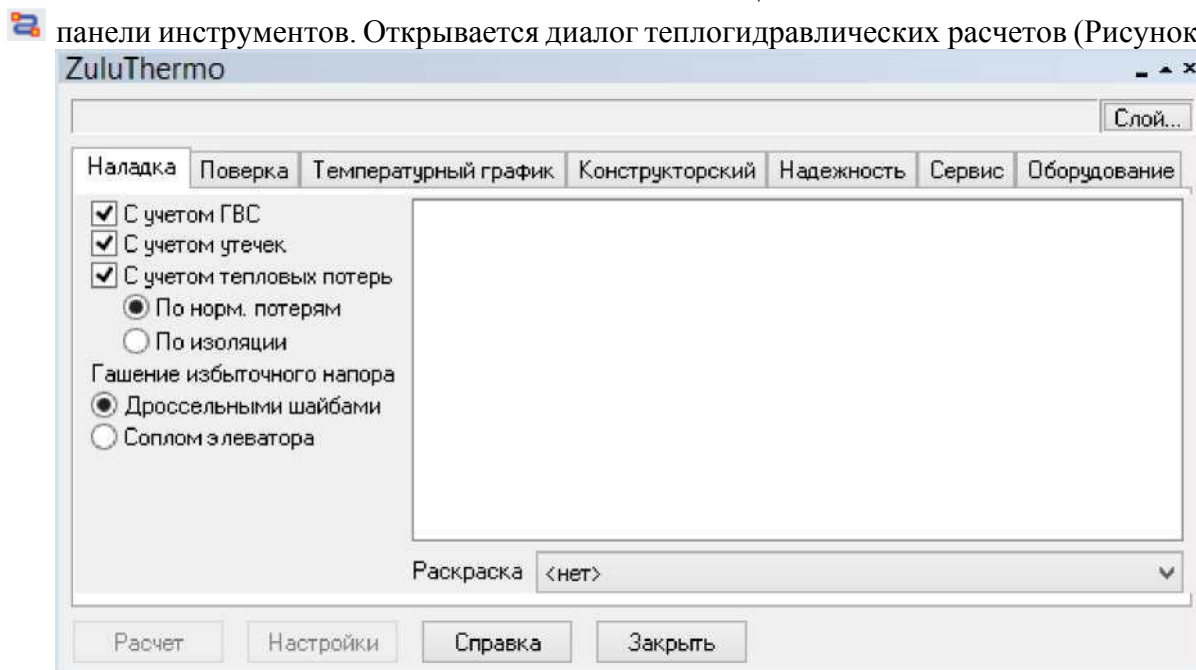 панели инструментов. Открывается диалог теплогидравлических расчетов (Рисунок
ZuluThermo
Слой...
Наладка Поверка Температурный график Конструкторский Надежность Сервис Оборудование
С учетом ГВС
С учетом утечек
С учетом тепловых потерь
По норм. потерям
По изоляции
Гашение избыточного напора
Дроссельными шайбами
Соплом элеватора
Раскраска <нет>
Расчет Настройки Справка Закрыть